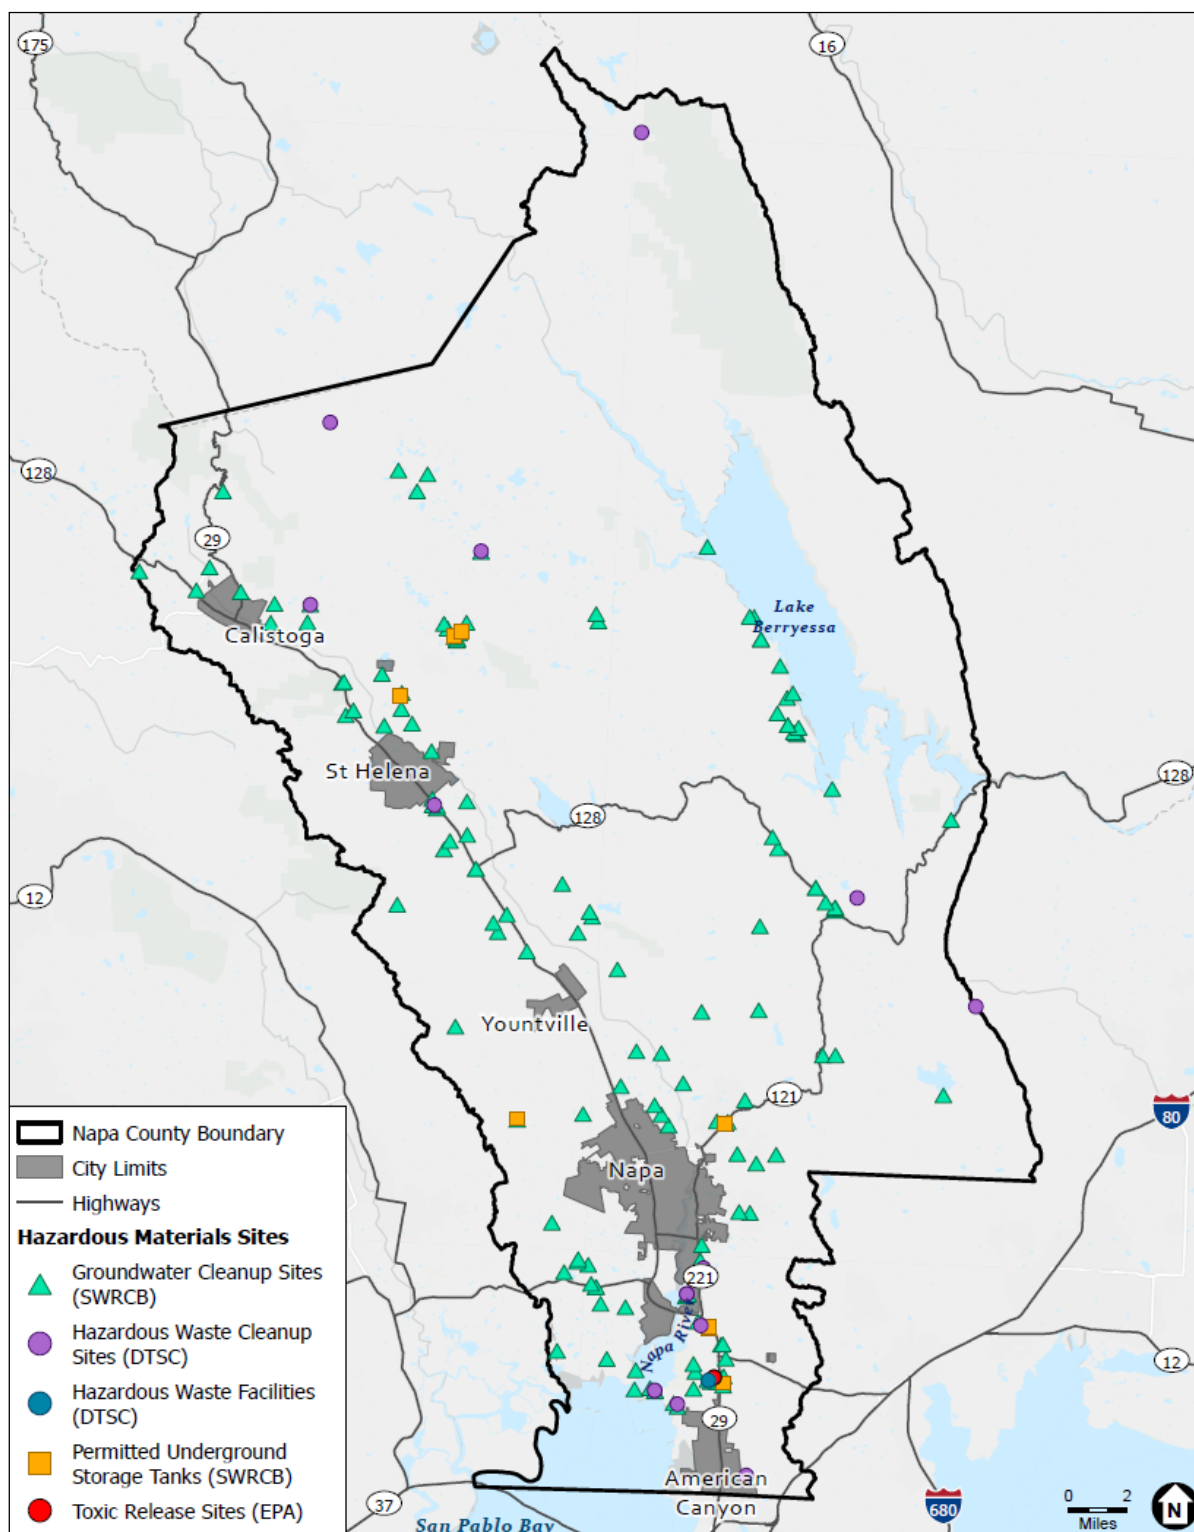 175
16
128
29
Calistoga
Lake
Berryessa
St Helena
128
128
12
Yountville
121
80
Napa
221
Napa River
12
29
American
Canyon
37
680
San Pablo Bay
0 2
Miles
N
Napa County Boundary
City Limits
Highways
Hazardous Materials Sites
Groundwater Cleanup Sites
(SWRCB)
Hazardous Waste Cleanup
Sites (DTSC)
Hazardous Waste Facilities
(DTSC)
Permitted Underground
Storage Tanks (SWRCB)
Toxic Release Sites (EPA)